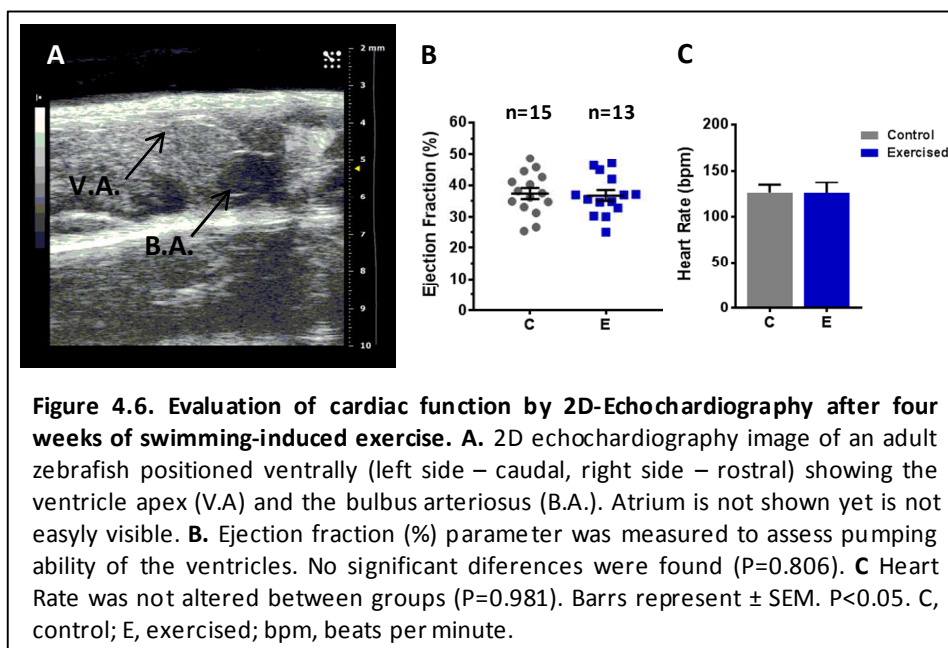 A
2 mm
3
4
5
6
7
8
9
10
V.A.
B.A.
B
n=15 n=13
Ejection Fraction (%)
60
50
40
30
20
10
0
C E
C
Heart Rate (bpm)
200
150
100
50
0
C E
Control
Exercised
Figure 4.6. Evaluation of cardiac function by 2D-Echochardiography after four
weeks of swimming-induced exercise. A. 2D echochardiography image of an adult
zebrafish positioned ventrally (left side – caudal, right side – rostral) showing the
ventricle apex (V.A) and the bulbus arteriosus (B.A.). Atrium is not shown yet is not
easyly visible. B. Ejection fraction (%) parameter was measured to assess pumping
ability of the ventricles. No significant diferences were found (P=0.806). C Heart
Rate was not altered between groups (P=0.981). Barrs represent ± SEM. P<0.05. C,
control; E, exercised; bpm, beats per minute.